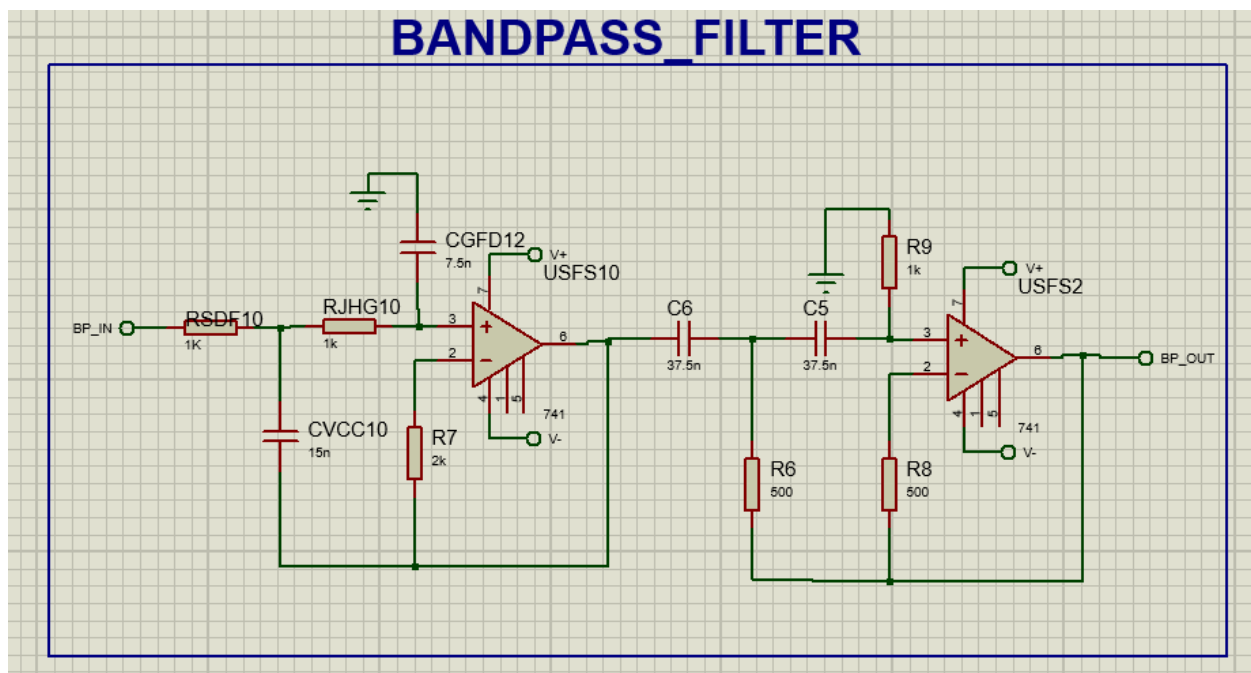 BANDPASS_FILTER
BP_IN
RSDF10
1K
RJHG10
1k
CGFD12
7.5n
CVCC10
15n
R7
2k
V+
USFS10
7
3
2
6
4
1
5
741
V-
C6
37.5n
C5
37.5n
R9
1k
R6
500
R8
500
V+
USFS2
7
3
2
6
4
1
5
741
V-
BP_OUT